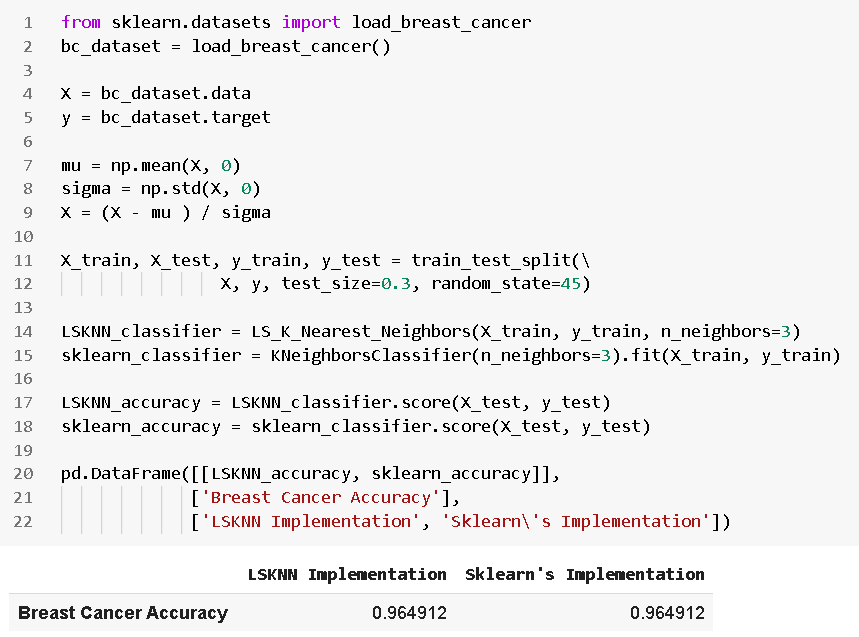 1 from sklearn.datasets import load_breast_cancer
2 bc_dataset = load_breast_cancer()
3
4 X = bc_dataset.data
5 y = bc_dataset.target
6
7 mu = np.mean(X, 0)
8 sigma = np.std(X, 0)
9 X = (X - mu ) / sigma
10
11 X_train, X_test, y_train, y_test = train_test_split(\
12                 X, y, test_size=0.3, random_state=45)
13
14 LSKNN_classifier = LS_K_Nearest_Neighbors(X_train, y_train, n_neighbors=3)
15 sklearn_classifier = KNeighborsClassifier(n_neighbors=3).fit(X_train, y_train)
16
17 LSKNN_accuracy = LSKNN_classifier.score(X_test, y_test)
18 sklearn_accuracy = sklearn_classifier.score(X_test, y_test)
19
20 pd.DataFrame([[LSKNN_accuracy, sklearn_accuracy]],
21              ['Breast Cancer Accuracy'],
22              ['LSKNN Implementation', 'Sklearn\'s Implementation'])
LSKNN Implementation Sklearn's Implementation
Breast Cancer Accuracy 0.964912 0.964912